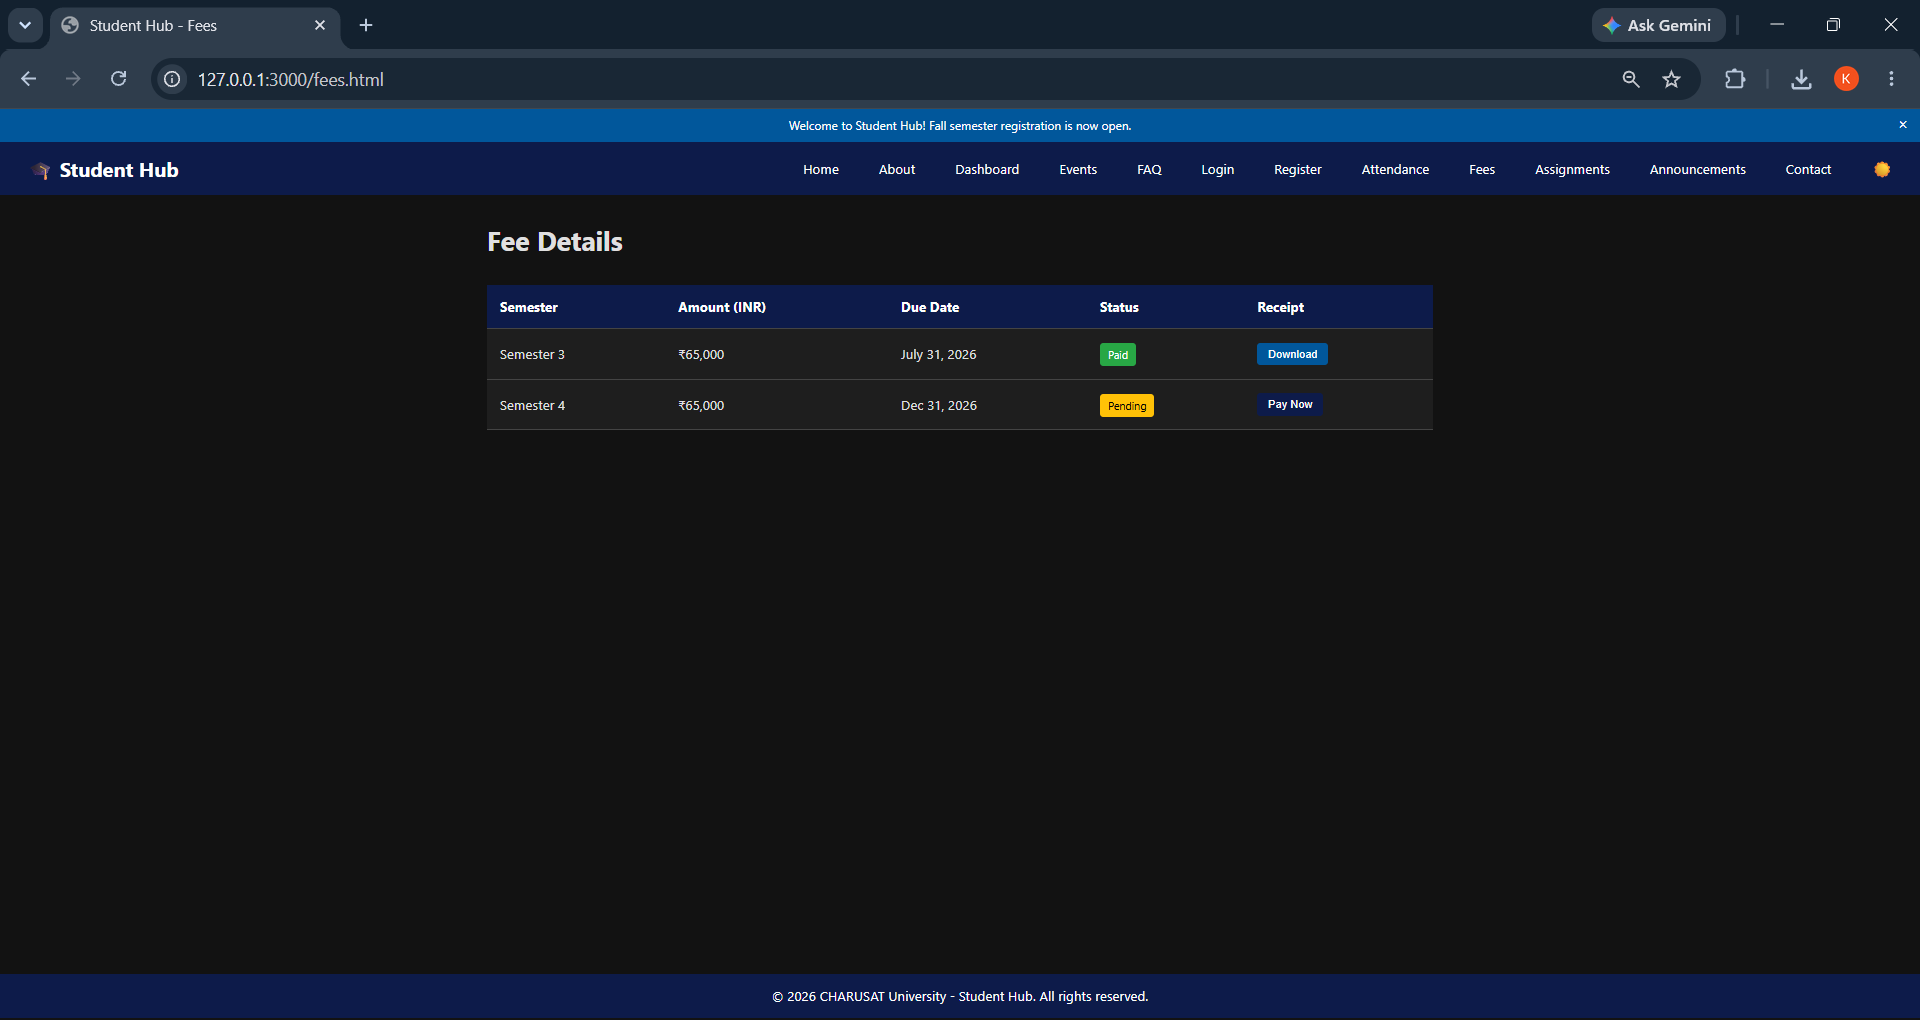 Student Hub - Fees
Ask Gemini
127.0.0.1:3000/fees.html
K
Welcome to Student Hub! Fall semester registration is now open.
Student Hub Home About Dashboard Events FAQ Login Register Attendance Fees Assignments Announcements Contact
Fee Details
Semester Amount (INR) Due Date Status Receipt
Semester 3 ₹65,000 July 31, 2026 Paid Download
Semester 4 ₹65,000 Dec 31, 2026 Pending Pay Now
© 2026 CHARUSAT University - Student Hub. All rights reserved.